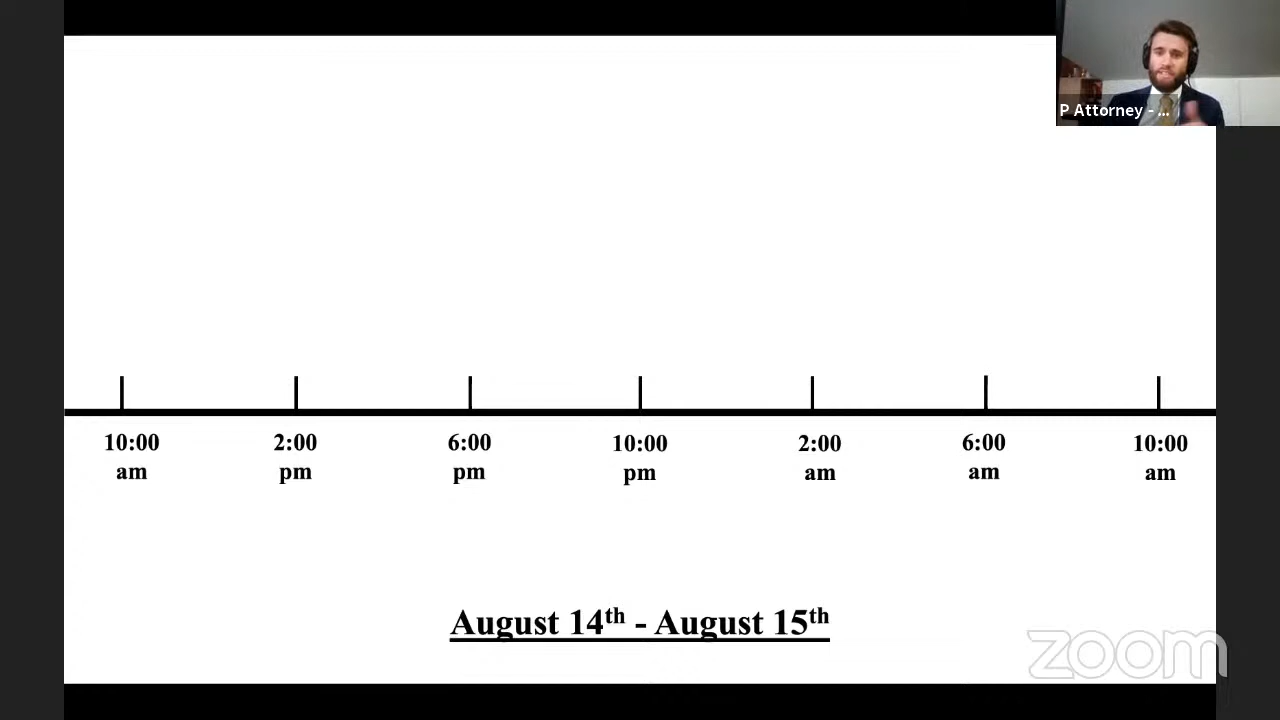 P Attorney - ...
10:00 am
2:00 pm
6:00 pm
10:00 pm
2:00 am
6:00 am
10:00 am
August 14th - August 15th
zoom